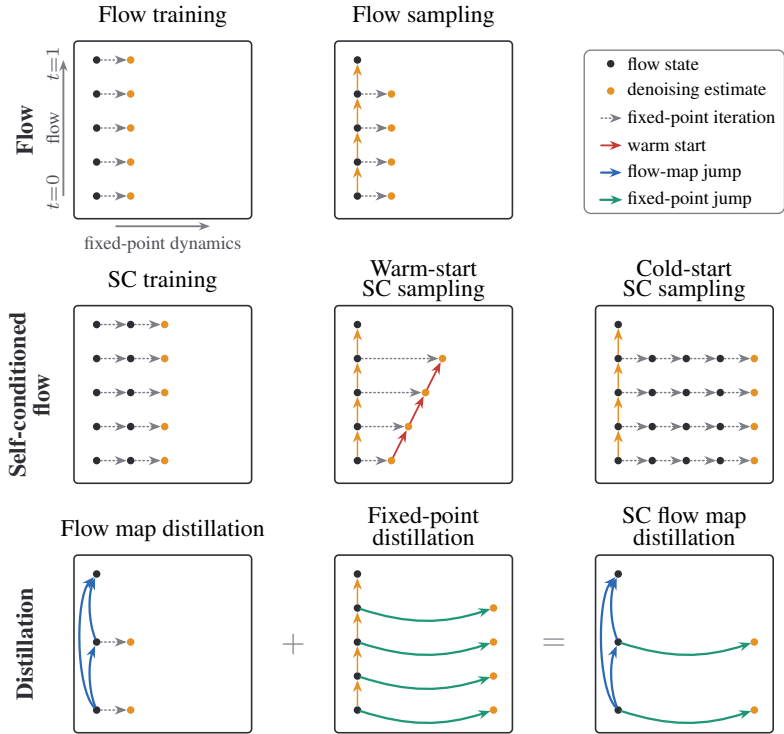 Flow training
Flow sampling
Flow
t=1
flow
t=0
fixed-point dynamics
flow state
denoising estimate
fixed-point iteration
warm start
flow-map jump
fixed-point jump
Self-conditioned
flow
SC training
Warm-start
SC sampling
Cold-start
SC sampling
Distillation
Flow map distillation
+
Fixed-point
distillation
=
SC flow map
distillation